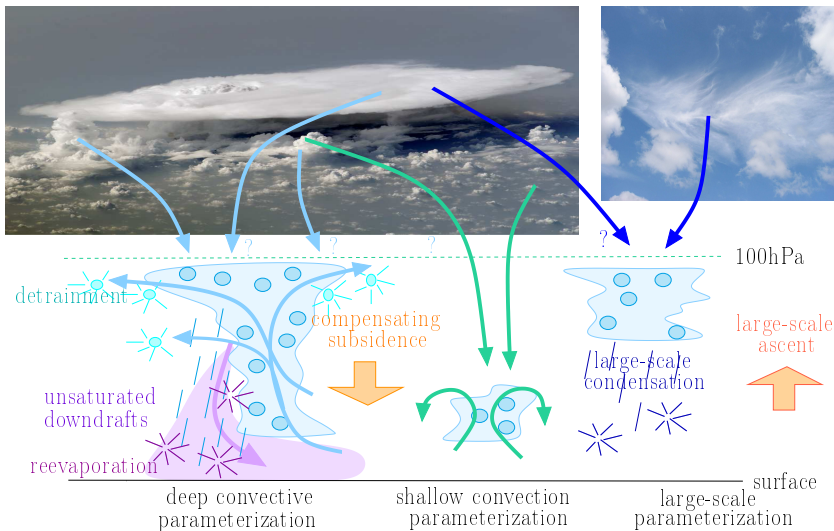 ? ? ? ?
100hPa
detrainment
compensating
subsidence
large-scale
ascent
large-scale
condensation
unsaturated
downdrafts
reevaporation
surface
deep convective
parameterization
shallow convection
parameterization
large-scale
parameterization